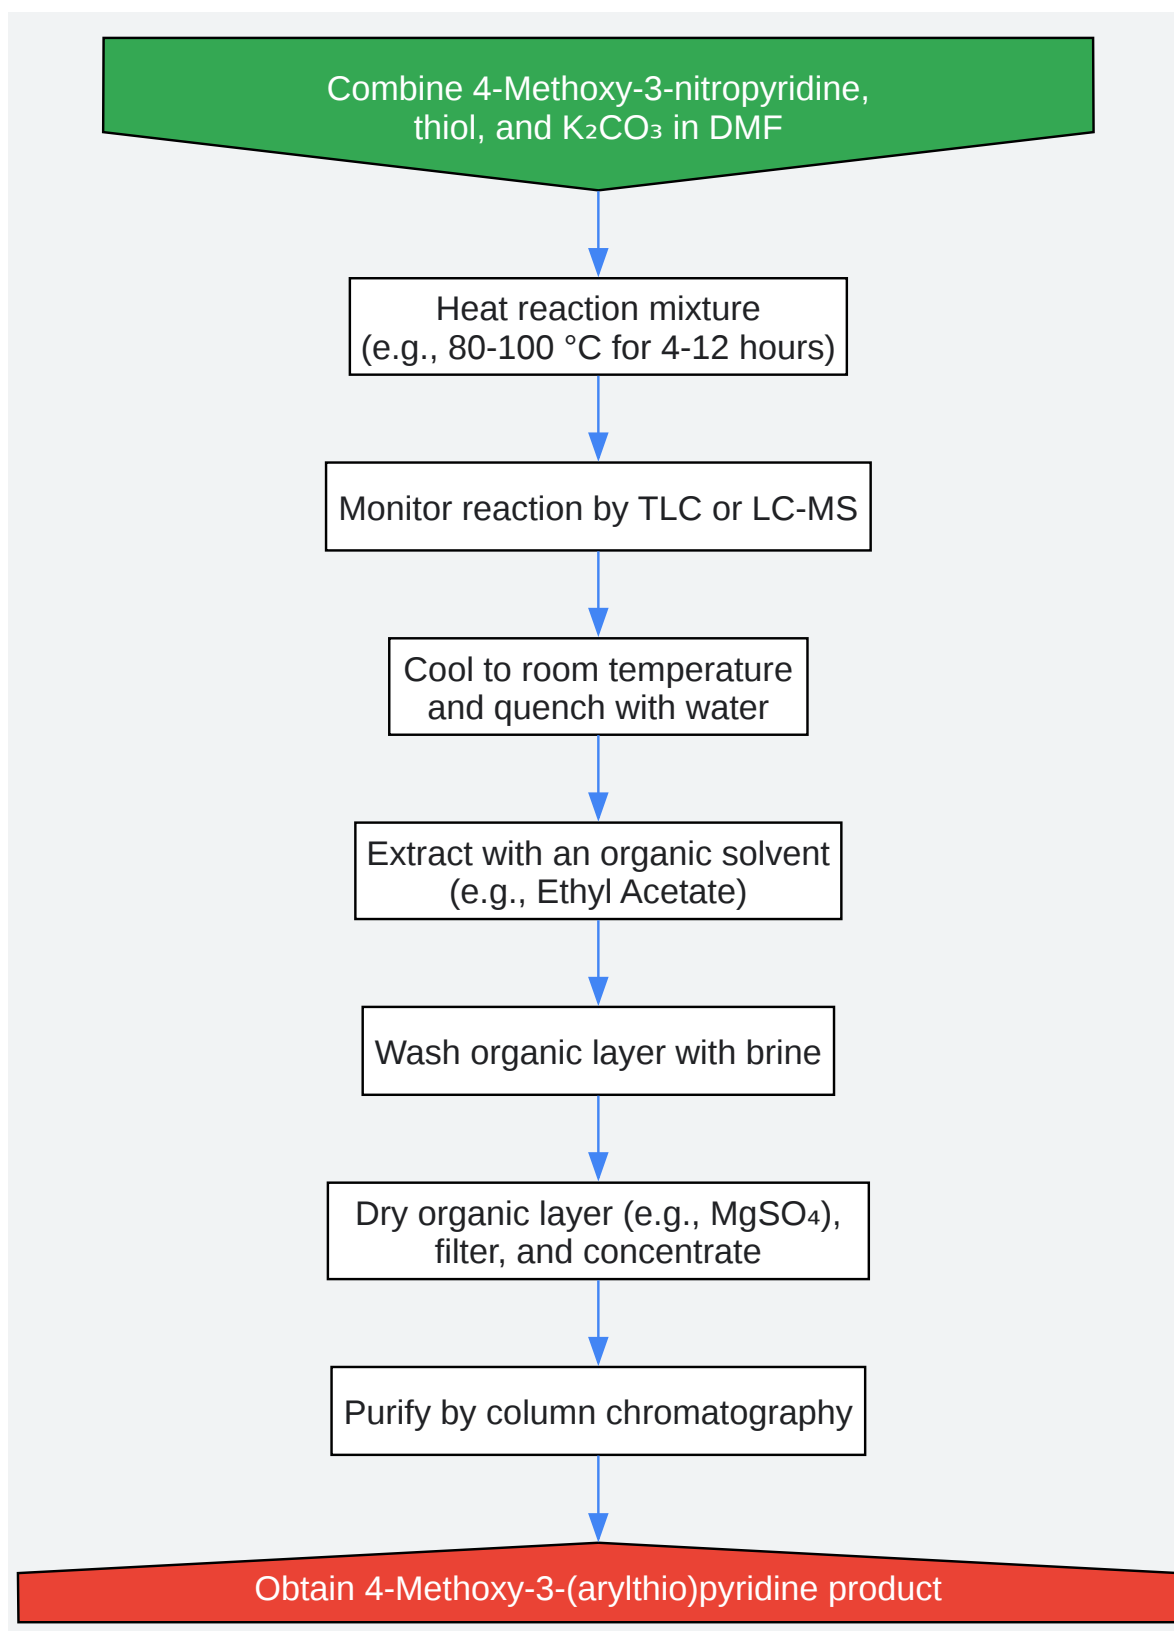 Combine 4-Methoxy-3-nitropyridine,
thiol, and K₂CO₃ in DMF
Heat reaction mixture
(e.g., 80-100 °C for 4-12 hours)
Monitor reaction by TLC or LC-MS
Cool to room temperature
and quench with water
Extract with an organic solvent
(e.g., Ethyl Acetate)
Wash organic layer with brine
Dry organic layer (e.g., MgSO₄),
filter, and concentrate
Purify by column chromatography
Obtain 4-Methoxy-3-(arylthio)pyridine product